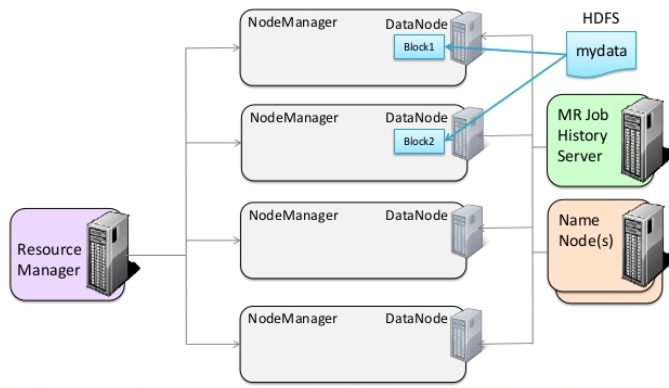 NodeManager DataNode
Block1
HDFS
mydata
NodeManager DataNode
Block2
MR Job
History
Server
NodeManager DataNode
Name
Node(s)
Resource
Manager
NodeManager DataNode